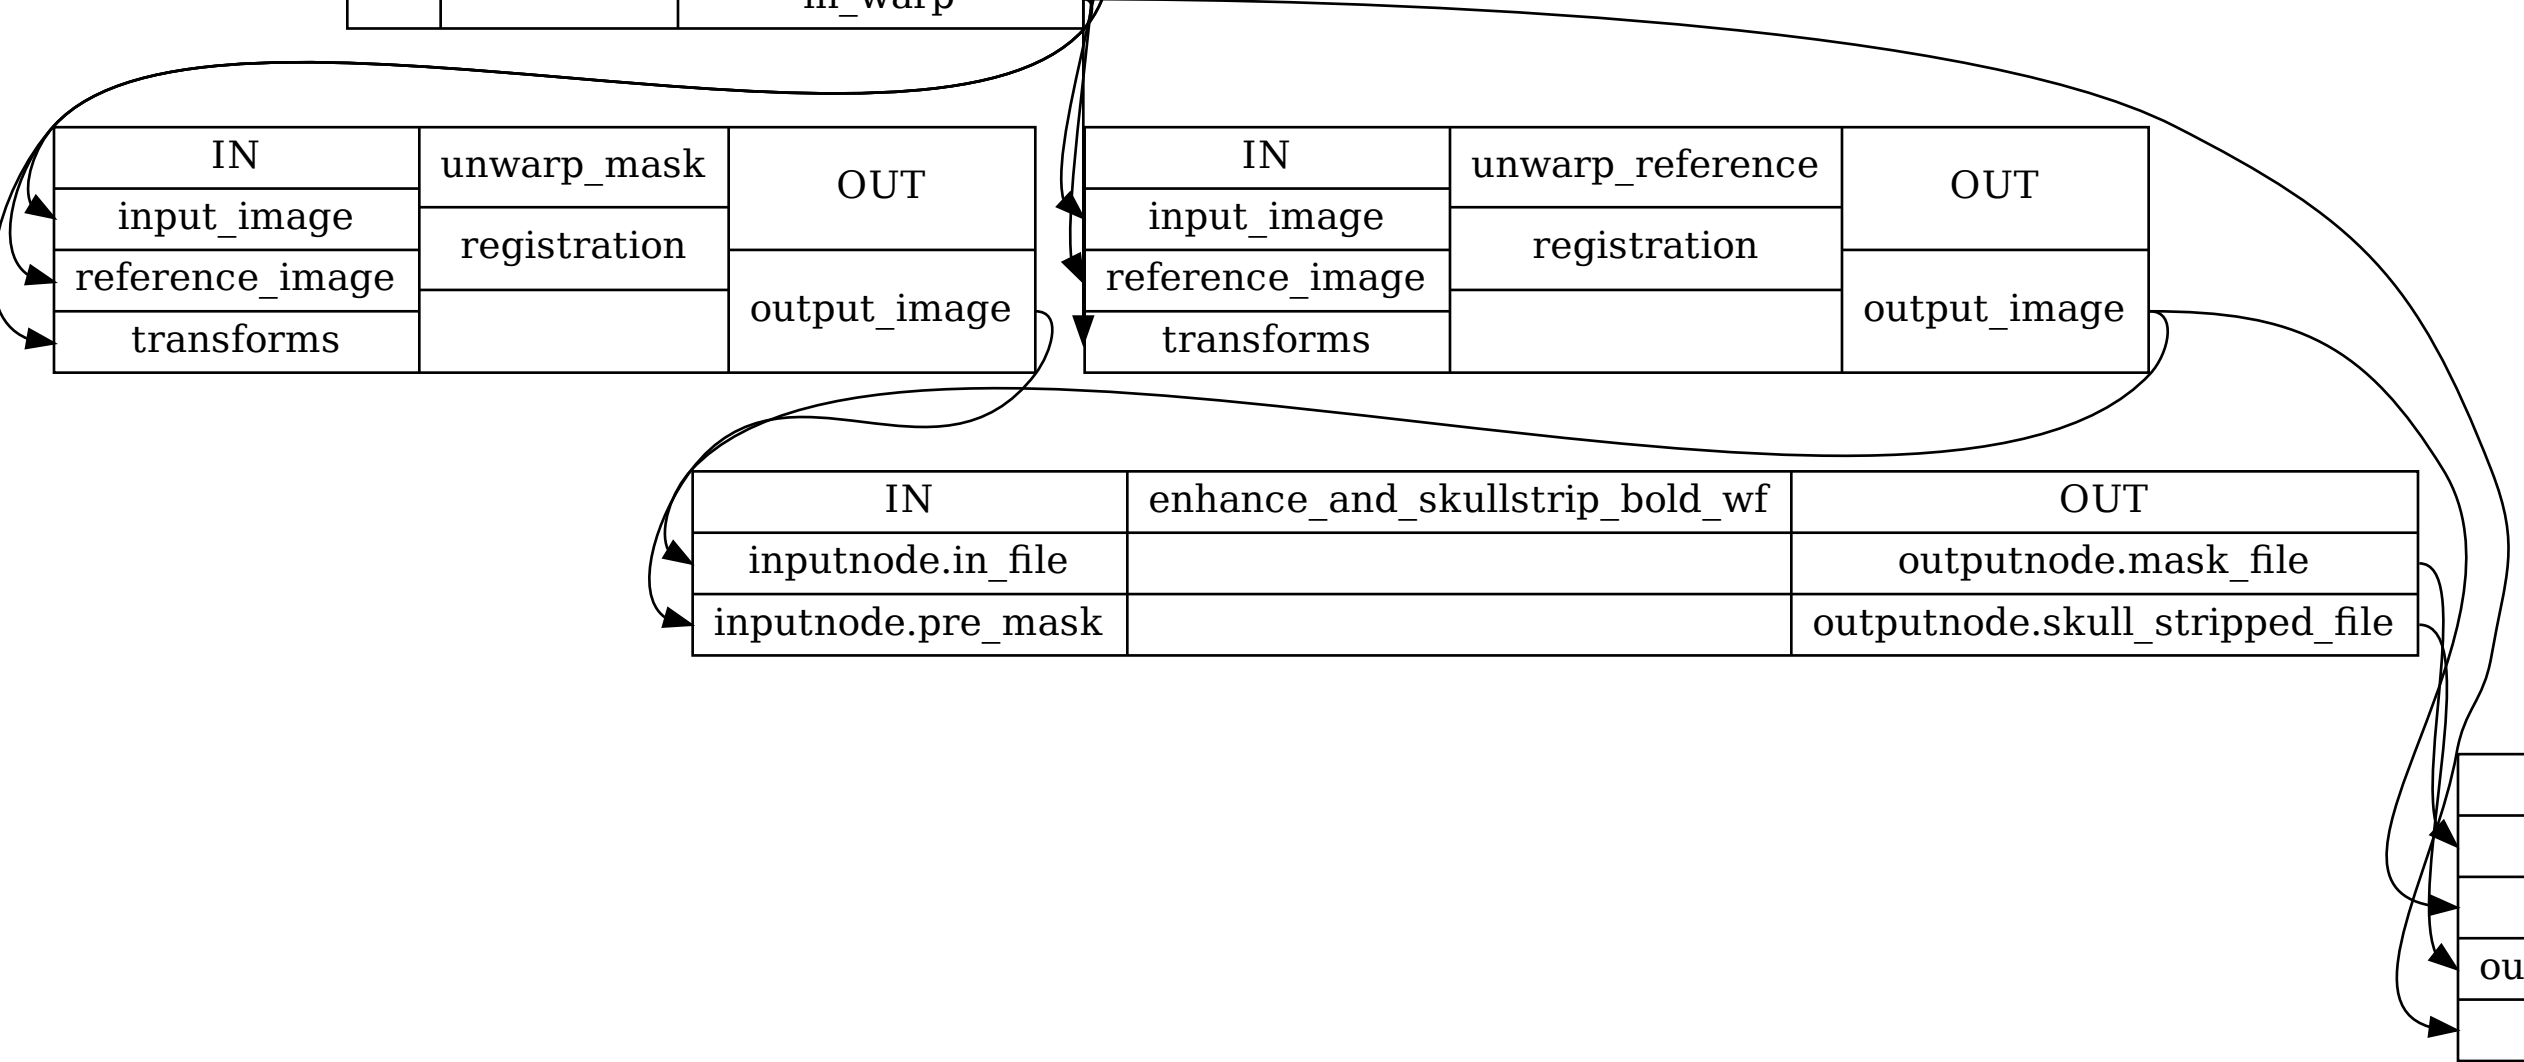 in_warp
IN
input_image
reference_image
transforms
unwarp_mask
registration
OUT
output_image
IN
input_image
reference_image
transforms
unwarp_reference
registration
OUT
output_image
IN
inputnode.in_file
inputnode.pre_mask
enhance_and_skullstrip_bold_wf
OUT
outputnode.mask_file
outputnode.skull_stripped_file
ou